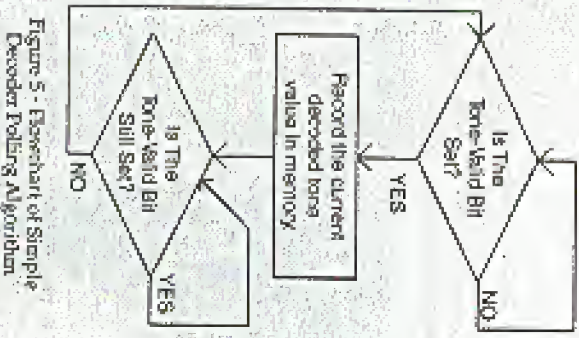 Is The
Tone-Valid Bit
Set?
NO
YES
Record the current
decoded tone
value in memory
Is The
Tone-Valid Bit
Still Set?
YES
NO
Figure 5 - Flowchart of Simple
Decoder Polling Algorithm